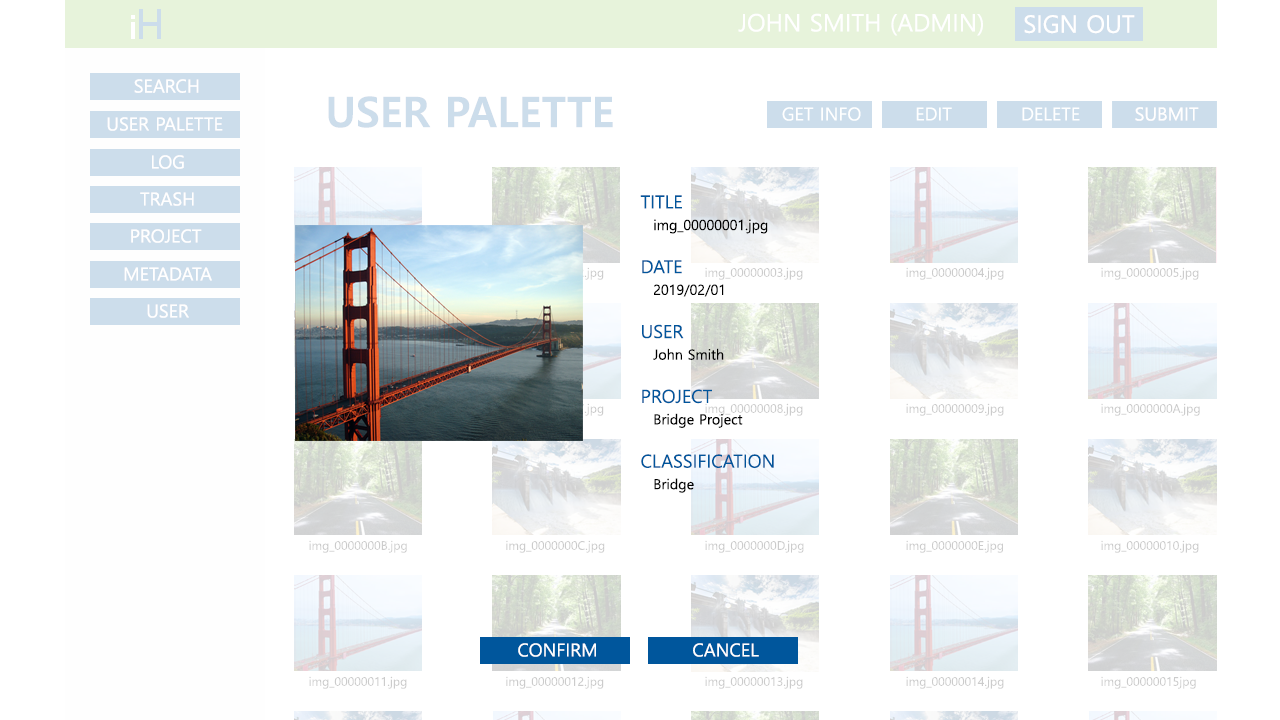 iH
JOHN SMITH (ADMIN)
SIGN OUT
SEARCH
USER PALETTE
LOG
TRASH
PROJECT
METADATA
USER
USER PALETTE
GET INFO
EDIT
DELETE
SUBMIT
TITLE
img_00000001.jpg
DATE
2019/02/01
USER
John Smith
PROJECT
Bridge Project
CLASSIFICATION
Bridge
.jpg
img_00000003.jpg
img_00000004.jpg
img_00000005.jpg
.jpg
img_00000008.jpg
img_00000009.jpg
img_0000000A.jpg
img_0000000B.jpg
img_0000000C.jpg
img_0000000D.jpg
img_0000000E.jpg
img_00000010.jpg
CONFIRM
CANCEL
img_00000011.jpg
img_00000012.jpg
img_00000013.jpg
img_00000014.jpg
img_00000015jpg